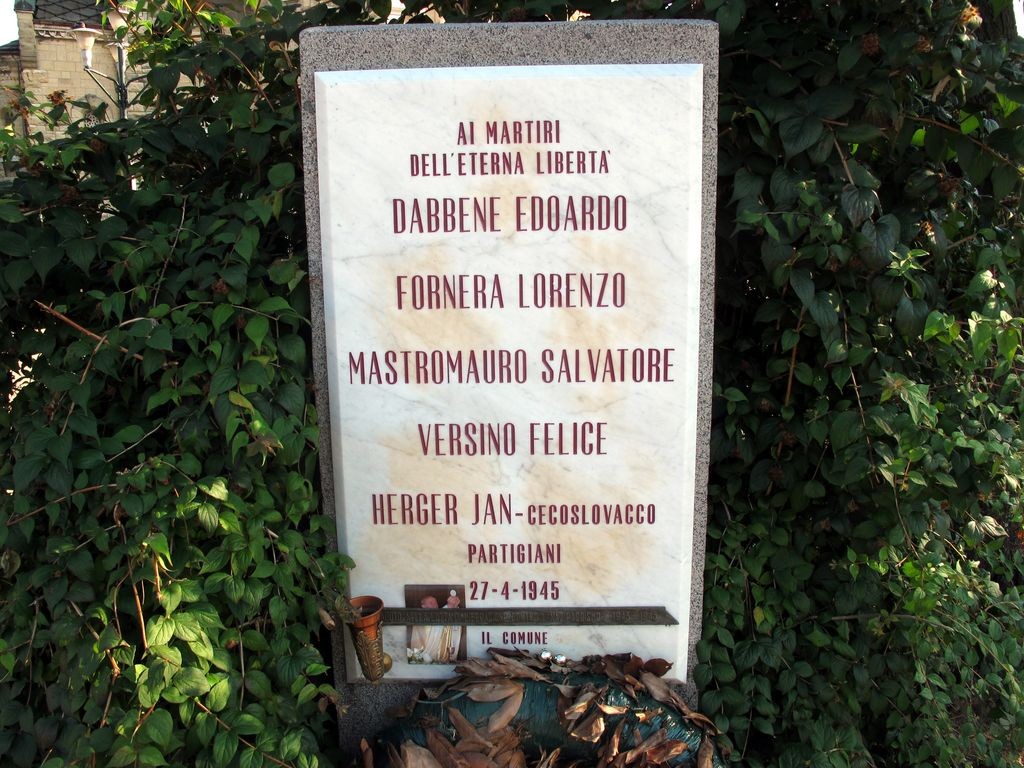 AI MARTIRI
DELL'ETERNA LIBERTA'
DABBENE EDOARDO
FORNERA LORENZO
MASTROMAURO SALVATORE
VERSINO FELICE
HERGER JAN-CECOSLOVACCO
PARTIGIANI
27-4-1945
IL COMUNE